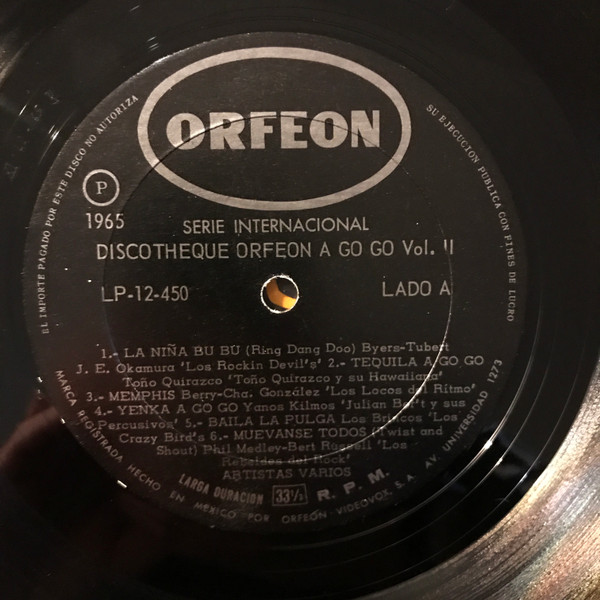 ORFEON
EL IMPORTE PAGADO POR ESTE DISCO NO AUTORIZA
SU EJECUCION PUBLICA CON FINES DE LUCRO
P
1965
SERIE INTERNACIONAL
DISCOTHEQUE ORFEON A GO GO Vol. II
LP-12-450
LADO A
1.- LA NIÑA BU BU (Ring Dang Doo) Byers-Tubert
J. E. Okamura 'Los Rockin Devil's' 2.- TEQUILA A GO GO
Toño Quirazco 'Toño Quirazco y su Hawaiiana'
3.- MEMPHIS Berry-Cha. González 'Los Locos del Ritmo'
4.- YENKA A GO GO Yanos Kilmos 'Julian Bert y sus
Percusivos' 5.- BAILA LA PULGA Los Brincos 'Los
Crazy Bird's 6.- MUEVANSE TODOS (Twist and
Shout) Phil Medley-Bert Rossell 'Los
Rebeldes del Rock'
ARTISTAS VARIOS
LARGA DURACION 33⅓ R. P. M.
MARCA REGISTRADA HECHO EN MEXICO POR ORFEON VIDEOVOX, S. A. AV. UNIVERSIDAD 1273